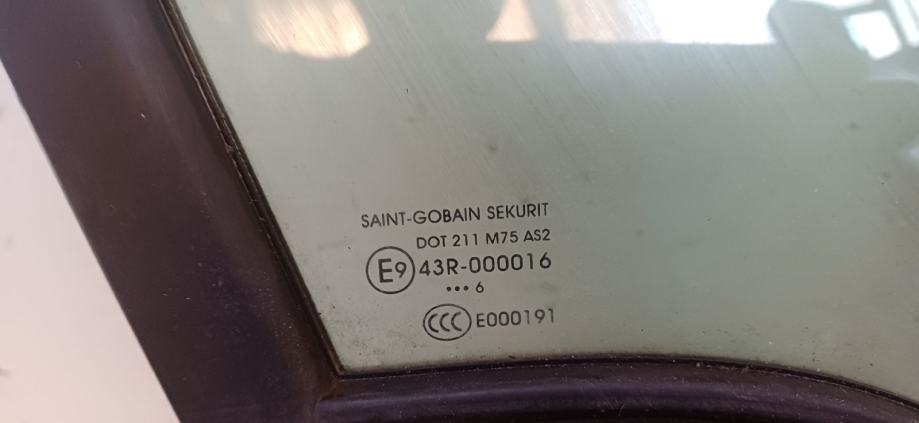 SAINT-GOBAIN SEKURIT
DOT 211 M75 AS2
E9 43R-000016
••• 6
CCC E000191